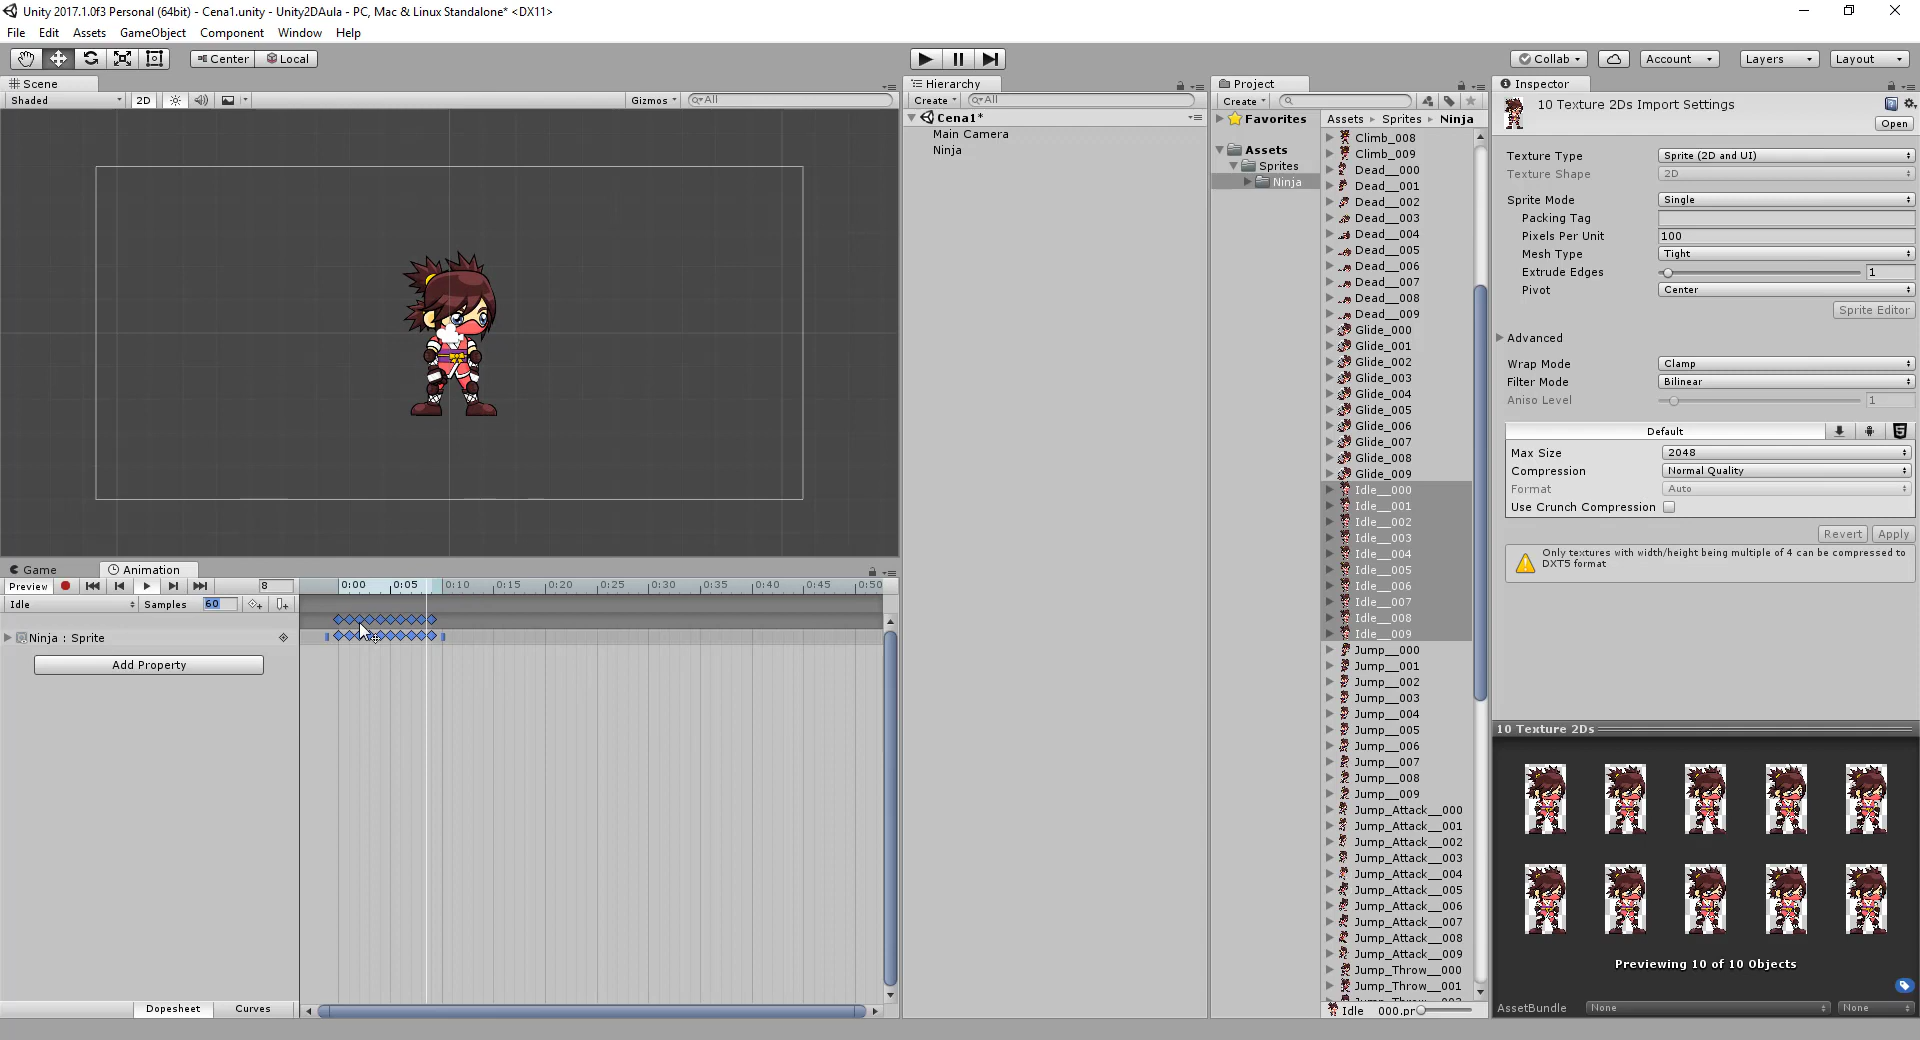 Unity 2017.1.0f3 Personal (64bit) - Cena1.unity - Unity2DAula - PC, Mac & Linux Standalone* <DX11>
File Edit Assets GameObject Component Window Help
Center Local
Collab Account Layers Layout
Scene
Shaded 2D Gizmos All
Hierarchy
Create All
Cena1*
Main Camera
Ninja
Project
Create
Favorites
Assets
Sprites
Ninja
Assets Sprites Ninja
Climb_008
Climb_009
Dead__000
Dead__001
Dead__002
Dead__003
Dead__004
Dead__005
Dead__006
Dead__007
Dead__008
Dead__009
Glide_000
Glide_001
Glide_002
Glide_003
Glide_004
Glide_005
Glide_006
Glide_007
Glide_008
Glide_009
Idle__000
Idle__001
Idle__002
Idle__003
Idle__004
Idle__005
Idle__006
Idle__007
Idle__008
Idle__009
Jump__000
Jump__001
Jump__002
Jump__003
Jump__004
Jump__005
Jump__006
Jump__007
Jump__008
Jump__009
Jump_Attack__000
Jump_Attack__001
Jump_Attack__002
Jump_Attack__003
Jump_Attack__004
Jump_Attack__005
Jump_Attack__006
Jump_Attack__007
Jump_Attack__008
Jump_Attack__009
Jump_Throw__000
Jump_Throw__001
Idle__000.pr
Inspector
10 Texture 2Ds Import Settings
Open
Texture Type Sprite (2D and UI)
Texture Shape 2D
Sprite Mode Single
Packing Tag
Pixels Per Unit 100
Mesh Type Tight
Extrude Edges 1
Pivot Center
Sprite Editor
Advanced
Wrap Mode Clamp
Filter Mode Bilinear
Aniso Level 1
Default
Max Size 2048
Compression Normal Quality
Format Auto
Use Crunch Compression
Revert Apply
Only textures with width/height being multiple of 4 can be compressed to
DXT5 format
10 Texture 2Ds
Previewing 10 of 10 Objects
AssetBundle None None
Game Animation
Preview 8 0:00 0:05 0:10 0:15 0:20 0:25 0:30 0:35 0:40 0:45 0:50
Idle Samples 60
Ninja : Sprite
Add Property
Dopesheet Curves